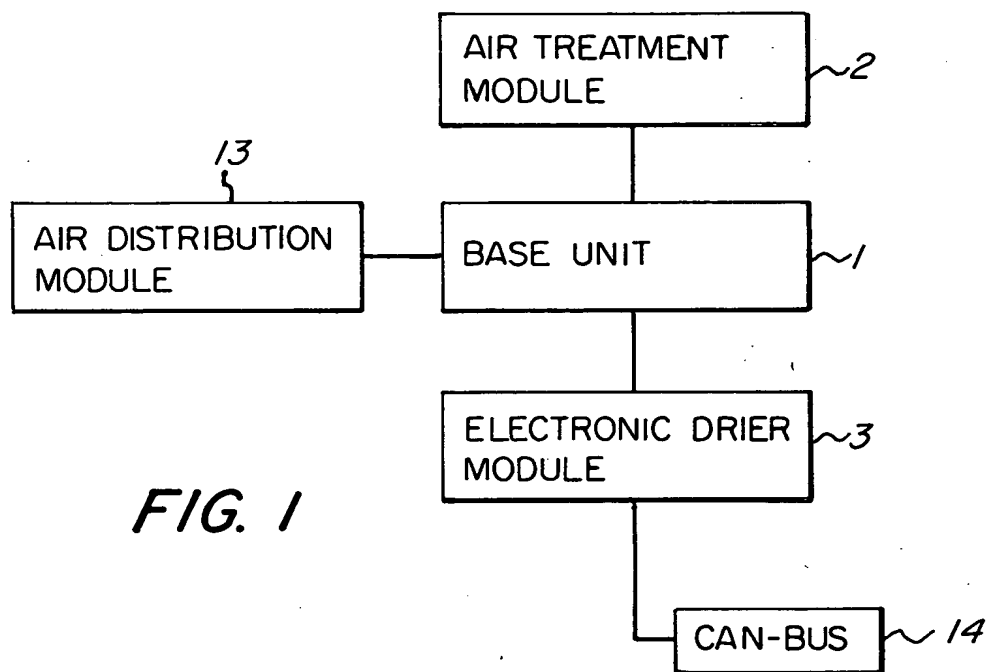 AIR TREATMENT
MODULE
2
13
AIR DISTRIBUTION
MODULE
BASE UNIT
1
ELECTRONIC DRIER
MODULE
3
FIG. 1
CAN-BUS
14